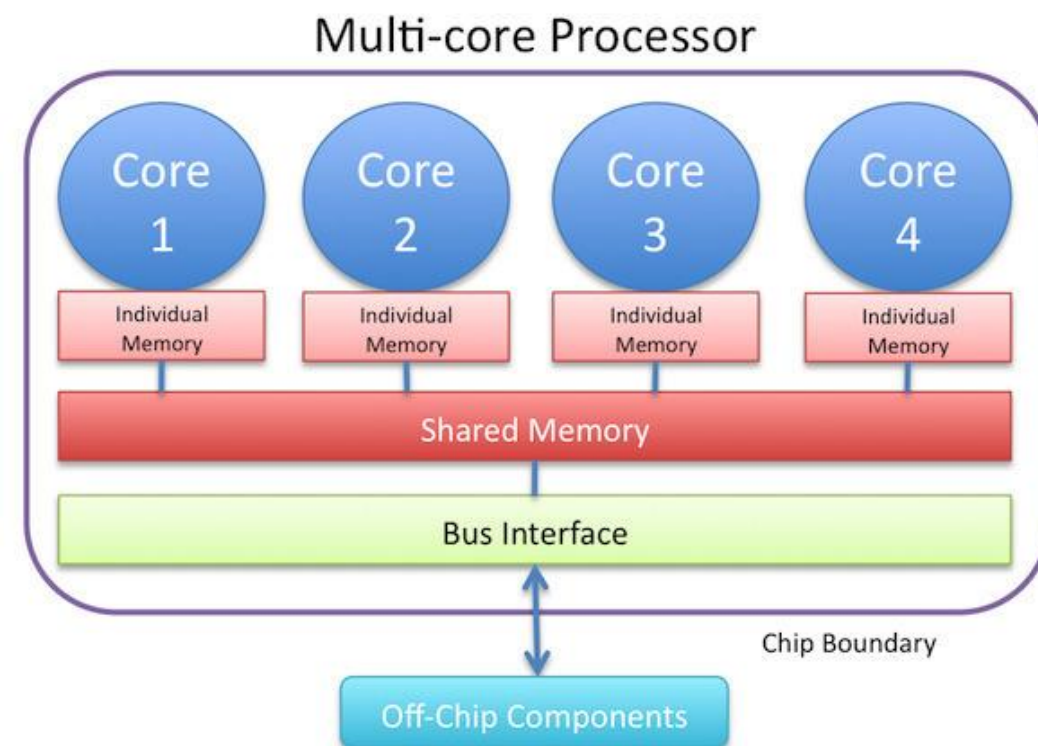 Multi-core Processor
Core
1
Core
2
Core
3
Core
4
Individual
Memory
Individual
Memory
Individual
Memory
Individual
Memory
Shared Memory
Bus Interface
Chip Boundary
Off-Chip Components